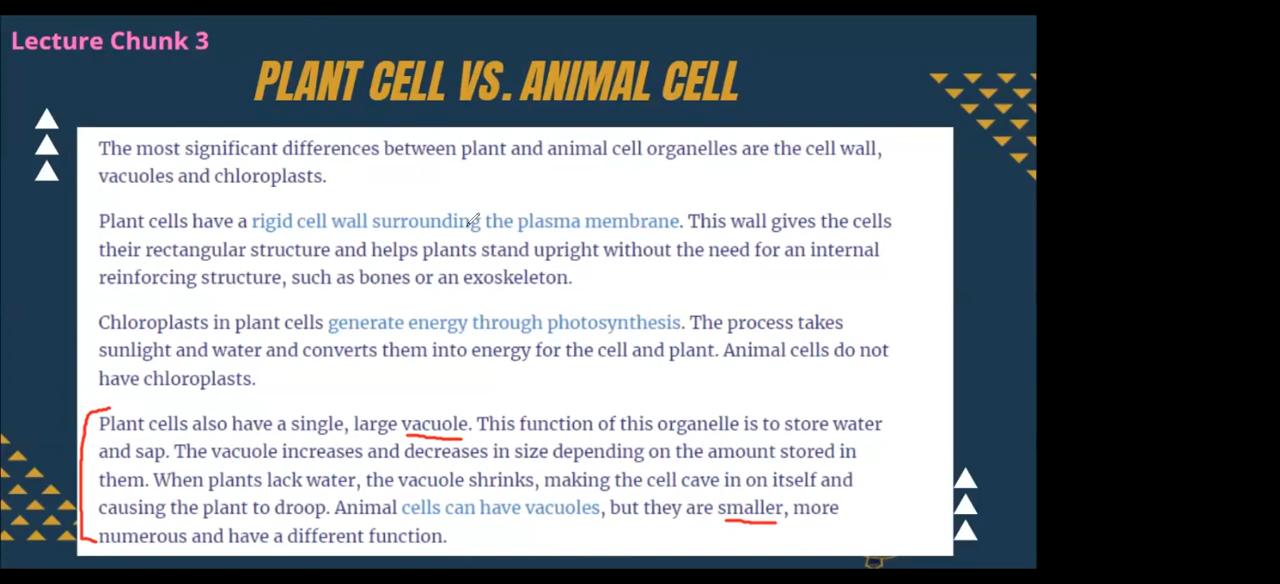 Lecture Chunk 3
PLANT CELL VS. ANIMAL CELL
The most significant differences between plant and animal cell organelles are the cell wall,
vacuoles and chloroplasts.
Plant cells have a rigid cell wall surrounding the plasma membrane. This wall gives the cells
their rectangular structure and helps plants stand upright without the need for an internal
reinforcing structure, such as bones or an exoskeleton.
Chloroplasts in plant cells generate energy through photosynthesis. The process takes
sunlight and water and converts them into energy for the cell and plant. Animal cells do not
have chloroplasts.
Plant cells also have a single, large vacuole. This function of this organelle is to store water
and sap. The vacuole increases and decreases in size depending on the amount stored in
them. When plants lack water, the vacuole shrinks, making the cell cave in on itself and
causing the plant to droop. Animal cells can have vacuoles, but they are smaller, more
numerous and have a different function.